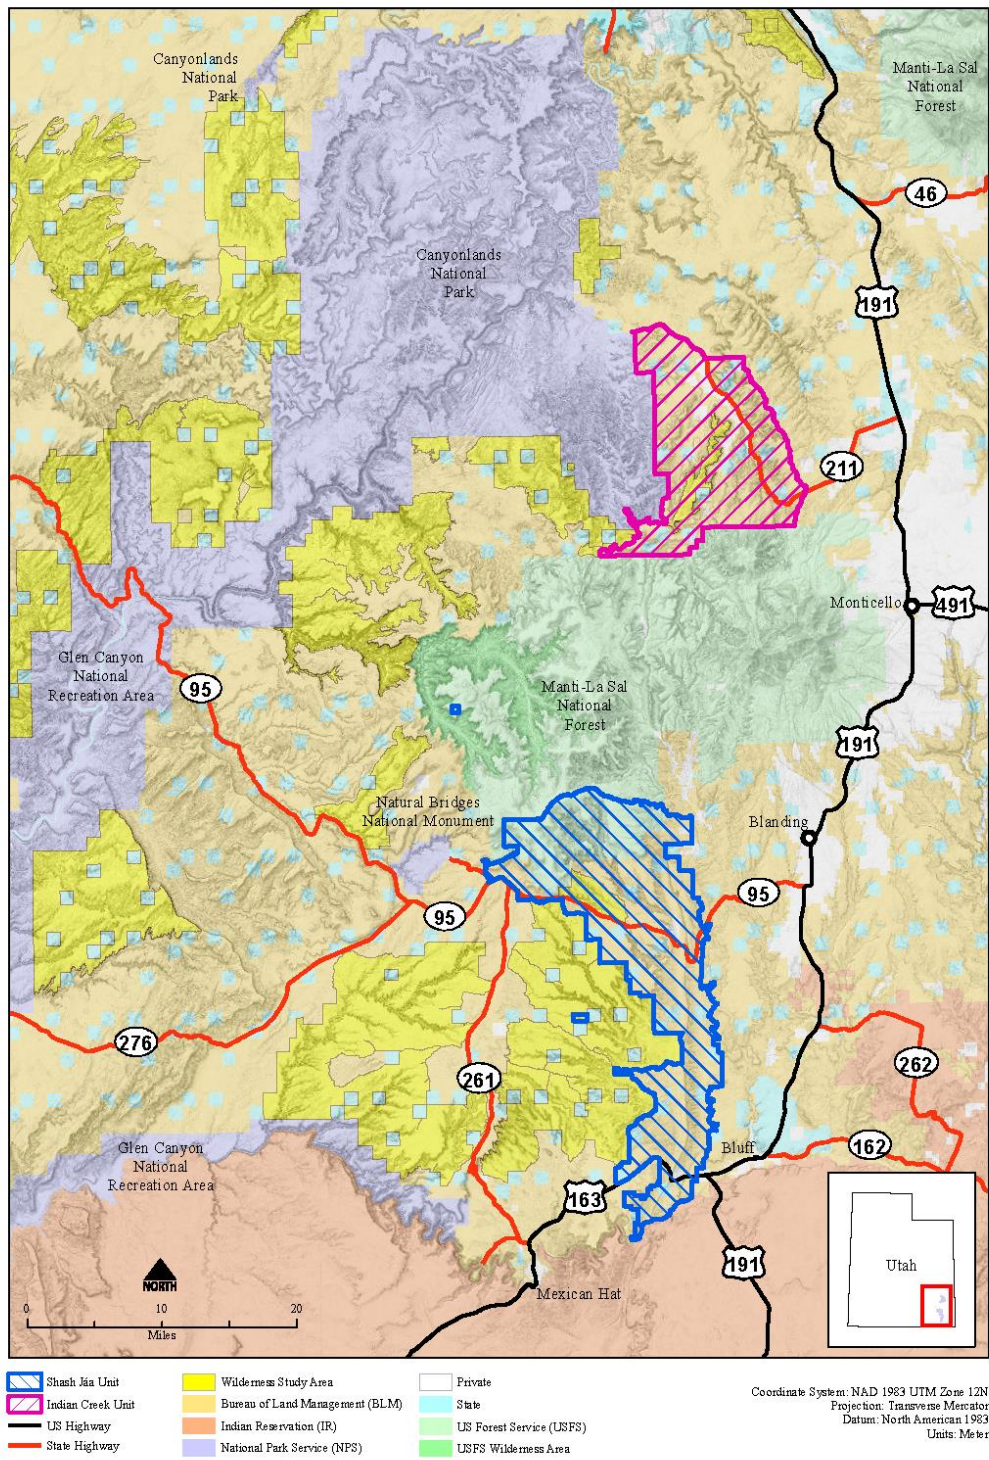 Canyonlands
National
Park
Manti-La Sal
National
Forest
46
Canyonlands
National
Park
191
211
Monticello
491
Glen Canyon
National
Recreation Area
95
Manti-La Sal
National
Forest
191
Natural Bridges
National Monument
Blanding
95
95
276
261
262
Glen Canyon
National
Recreation Area
Bluff
162
163
191
Utah
NORTH
Mexican Hat
0 10 20
Miles
Shash Jáa Unit
Indian Creek Unit
US Highway
State Highway
Wilderness Study Area
Bureau of Land Management (BLM)
Indian Reservation (IR)
National Park Service (NPS)
Private
State
US Forest Service (USFS)
USFS Wilderness Area
Coordinate System: NAD 1983 UTM Zone 12N
Projection: Transverse Mercator
Datum: North American 1983
Units: Meter